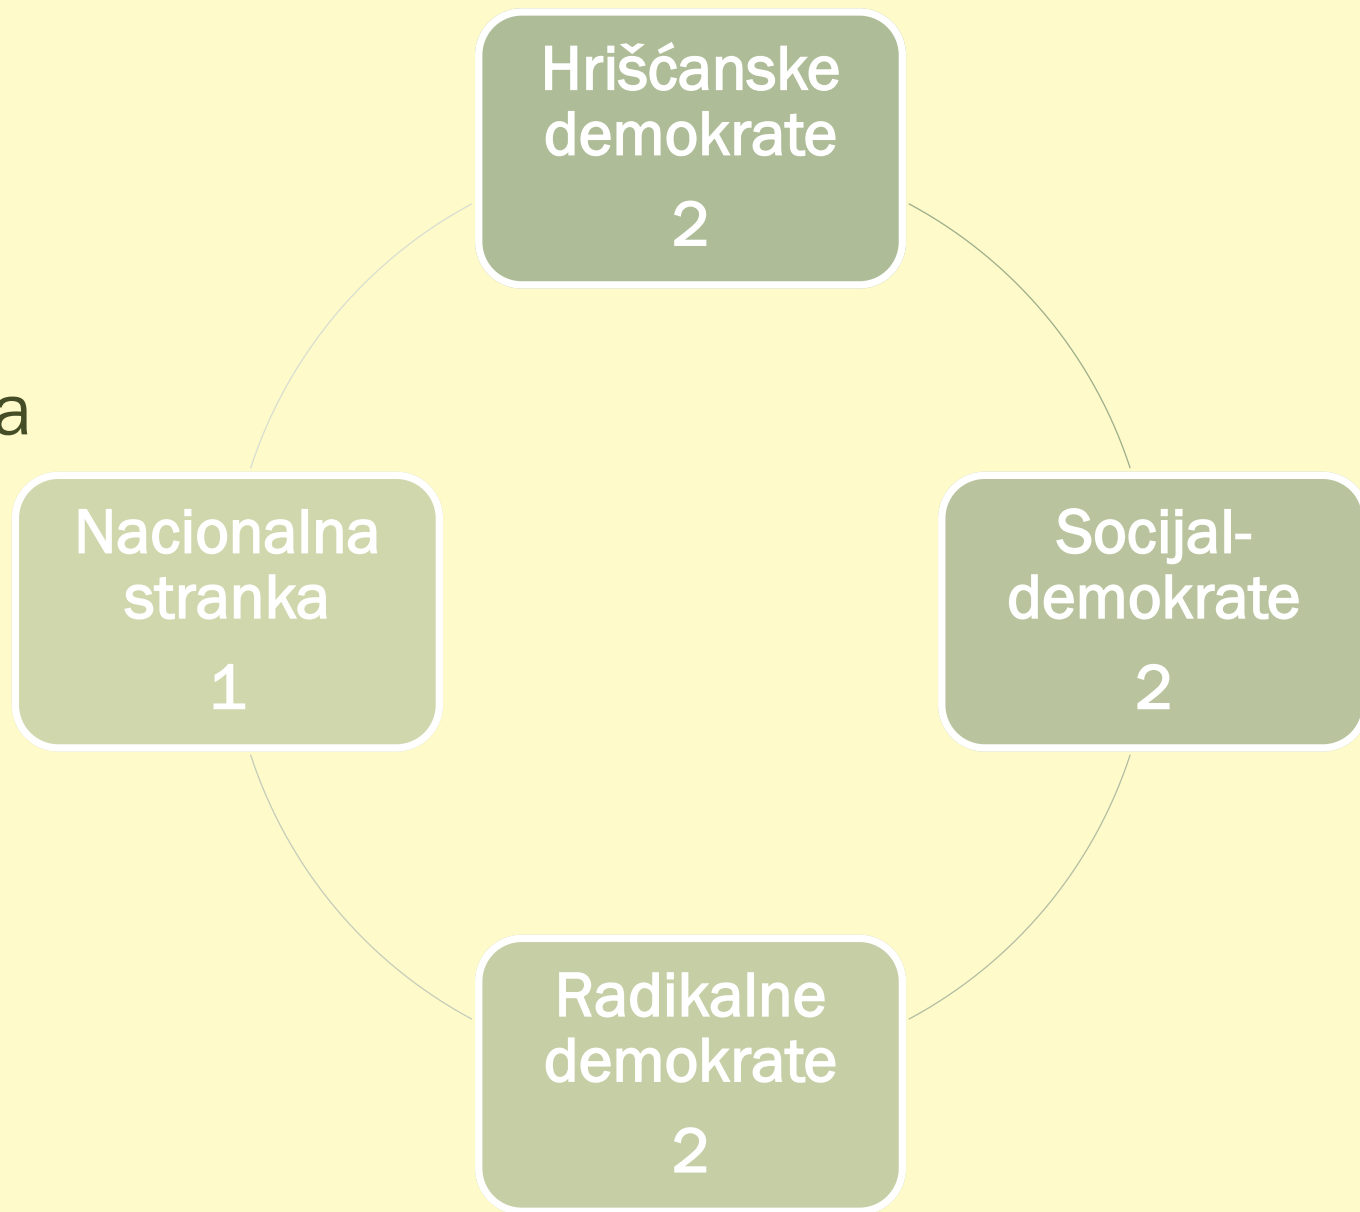 Hrišćanske
demokrate
2
a
Nacionalna
stranka
1
Socijal-
demokrate
2
Radikalne
demokrate
2